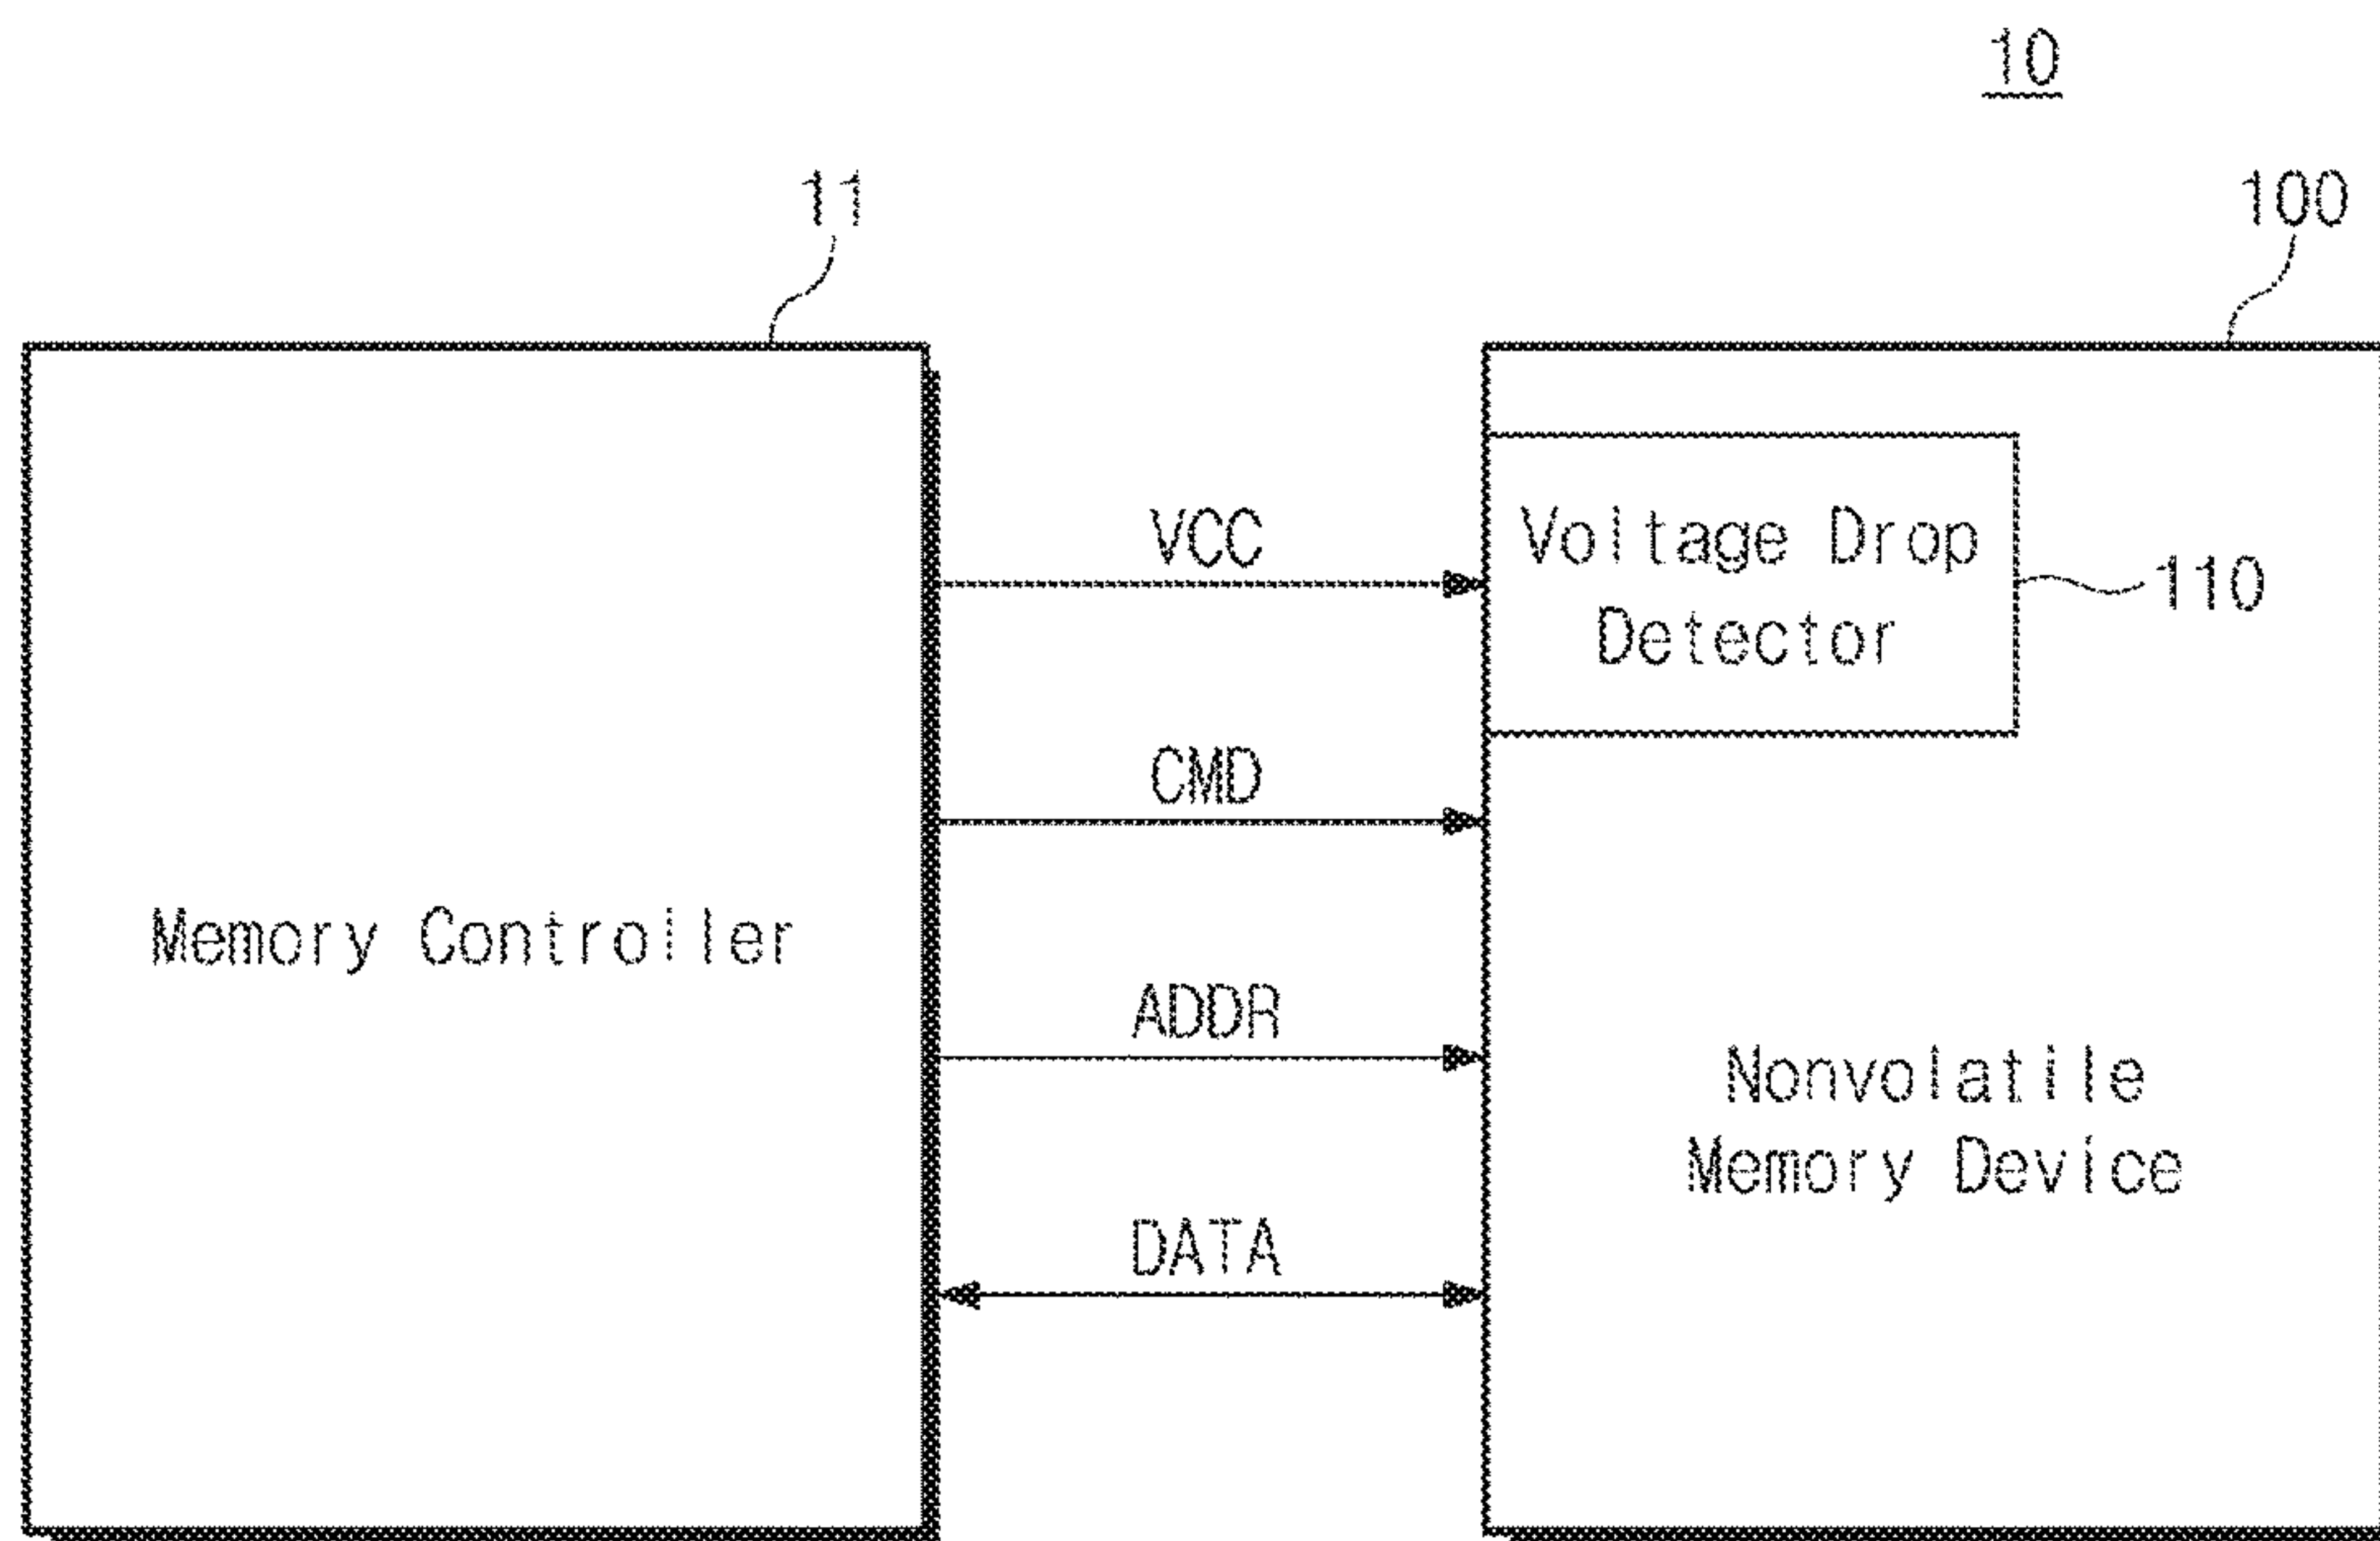 10
11
100
VCC
Voltage Drop
Detector
110
CMD
Memory Controller
ADDR
Nonvolatile
Memory Device
DATA